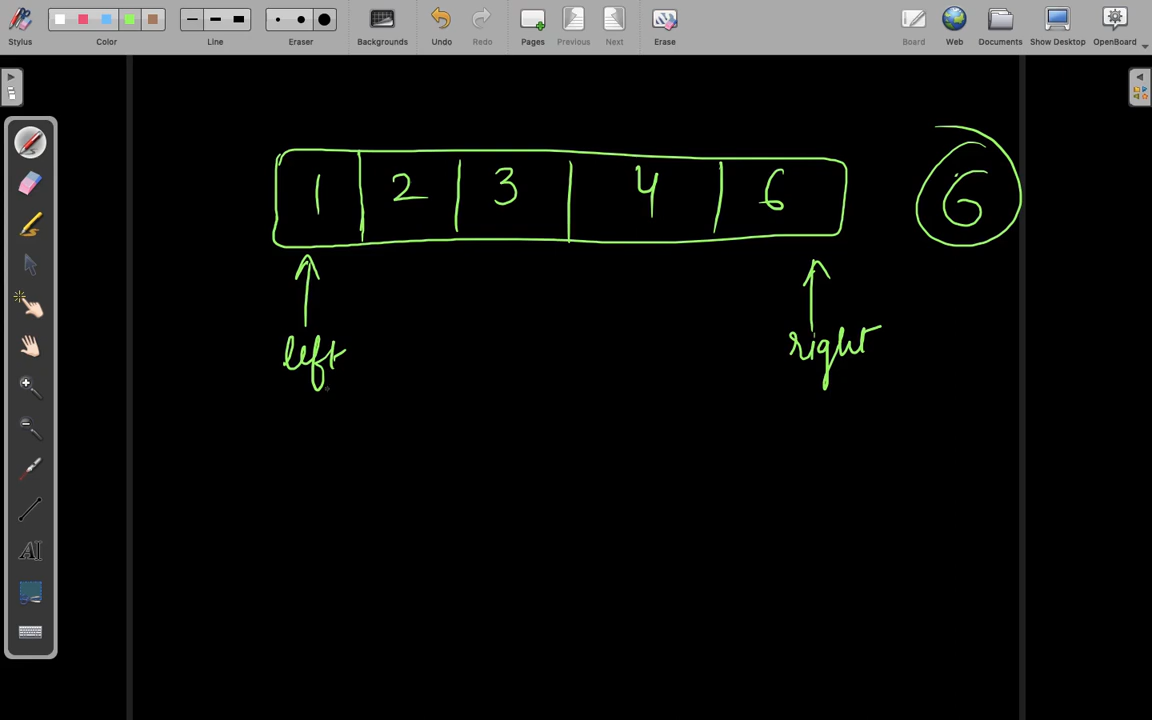 Stylus Color Line Eraser Backgrounds Undo Redo Pages Previous Next Erase Board Web Documents Show Desktop OpenBoard
1 2 3 4 6 6
left right